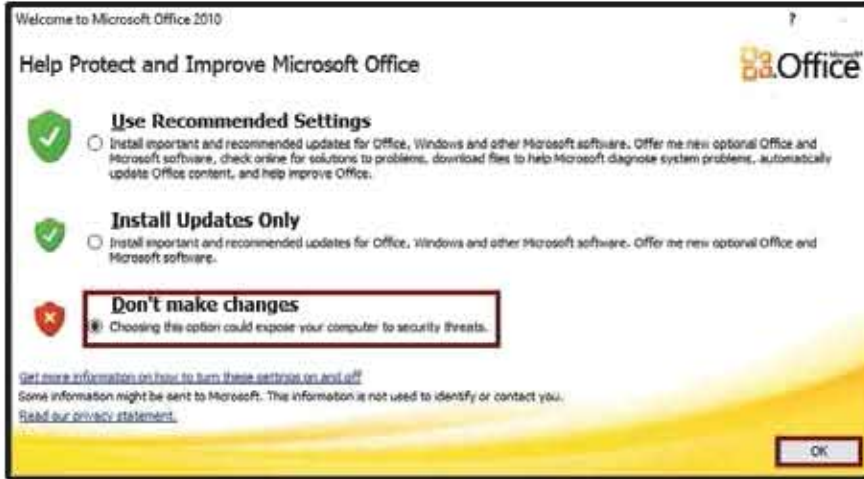 Welcome to Microsoft Office 2010
?
Help Protect and Improve Microsoft Office
Microsoft
Office
Use Recommended Settings
Install important and recommended updates for Office, Windows and other Microsoft software. Offer me new optional Office and
Microsoft software, check online for solutions to problems, download files to help Microsoft diagnose system problems, automatically
update Office content, and help improve Office.
Install Updates Only
Install important and recommended updates for Office, Windows and other Microsoft software. Offer me new optional Office and
Microsoft software.
Don't make changes
Choosing this option could expose your computer to security threats.
Get more information on how to turn these settings on and off
Some information might be sent to Microsoft. This information is not used to identify or contact you.
Read our privacy statement.
OK